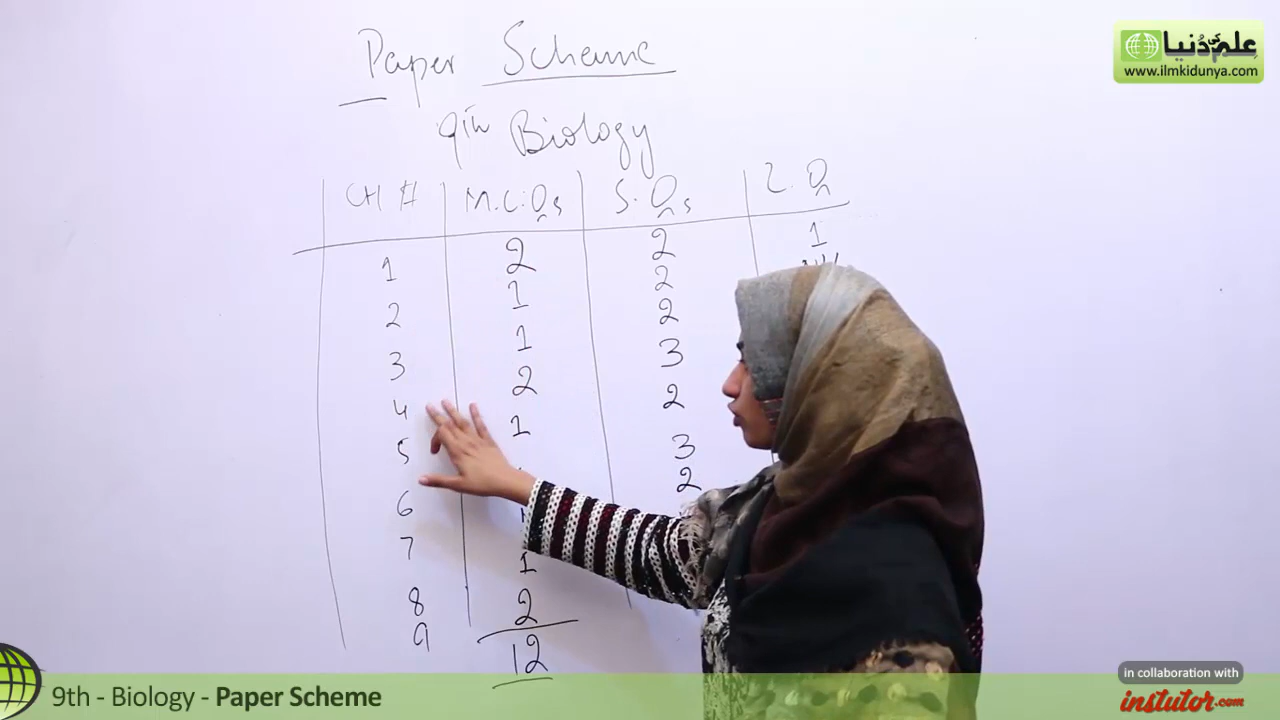 علم کی دُنیا
www.ilmkidunya.com
Paper Scheme
9th Biology
CH # M.C.Qs S.Qs L.Q
1 2 2 1
2 1 2
3 1 2
4 2 3
5 1 2
6 3
7 2
8 1
9 2
12
in collaboration with
instutor.com
9th - Biology - Paper Scheme